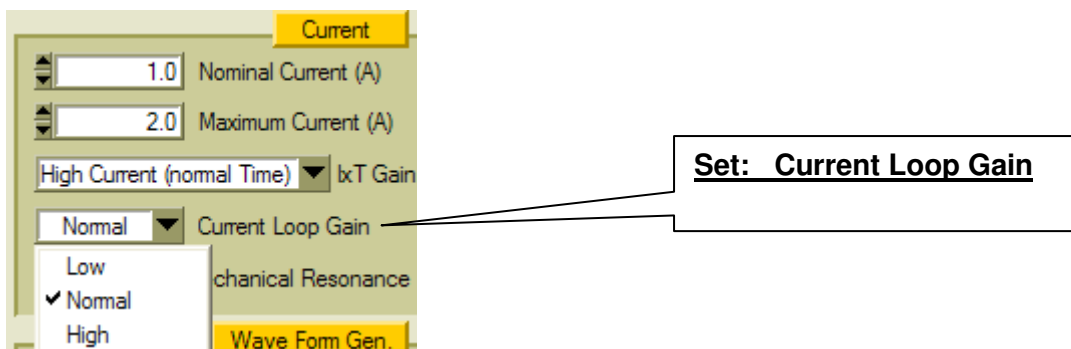 Current
1.0 Nominal Current (A)
2.0 Maximum Current (A)
High Current (normal Time) IxT Gain
Set: Current Loop Gain
Normal Current Loop Gain
Low
chanical Resonance
Normal
High
Wave Form Gen.